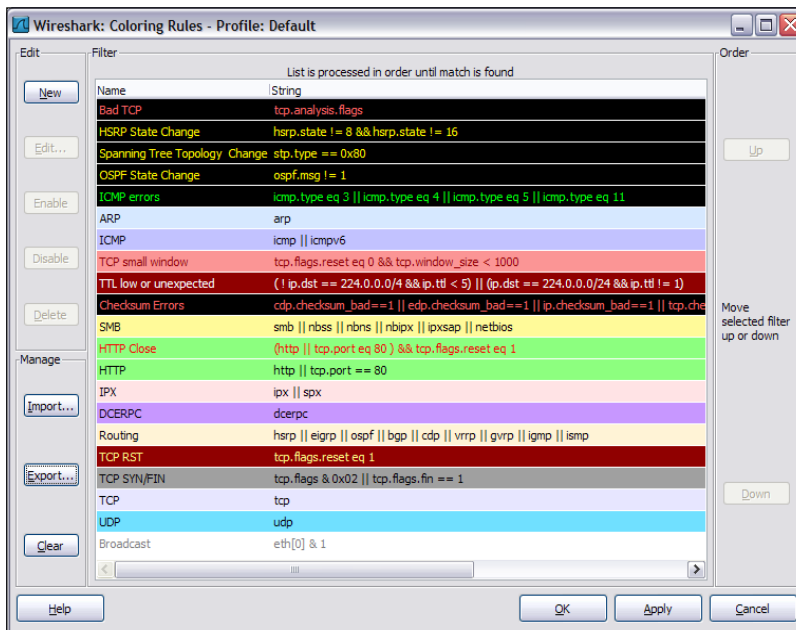 Wireshark: Coloring Rules - Profile: Default
Edit
Filter
Order
List is processed in order until match is found
New
Edit...
Enable
Disable
Delete
Manage
Import...
Export...
Clear
Name String
Bad TCP tcp.analysis.flags
HSRP State Change hsrp.state != 8 && hsrp.state != 16
Spanning Tree Topology Change stp.type == 0x80
OSPF State Change ospf.msg != 1
ICMP errors icmp.type eq 3 || icmp.type eq 4 || icmp.type eq 5 || icmp.type eq 11
ARP arp
ICMP icmp || icmpv6
TCP small window tcp.flags.reset eq 0 && tcp.window_size < 1000
TTL low or unexpected ( ! ip.dst == 224.0.0.0/4 && ip.ttl < 5) || (ip.dst == 224.0.0.0/24 && ip.ttl != 1)
Checksum Errors cdp.checksum_bad==1 || edp.checksum_bad==1 || ip.checksum_bad==1 || tcp.che
SMB smb || nbss || nbns || nbipx || ipxsap || netbios
HTTP Close (http || tcp.port eq 80 ) && tcp.flags.reset eq 1
HTTP http || tcp.port == 80
IPX ipx || spx
DCERPC dcerpc
Routing hsrp || eigrp || ospf || bgp || cdp || vrrp || gvrp || igmp || ismp
TCP RST tcp.flags.reset eq 1
TCP SYN/FIN tcp.flags & 0x02 || tcp.flags.fin == 1
TCP tcp
UDP udp
Broadcast eth[0] & 1
Up
Move
selected filter
up or down
Down
Help
OK
Apply
Cancel